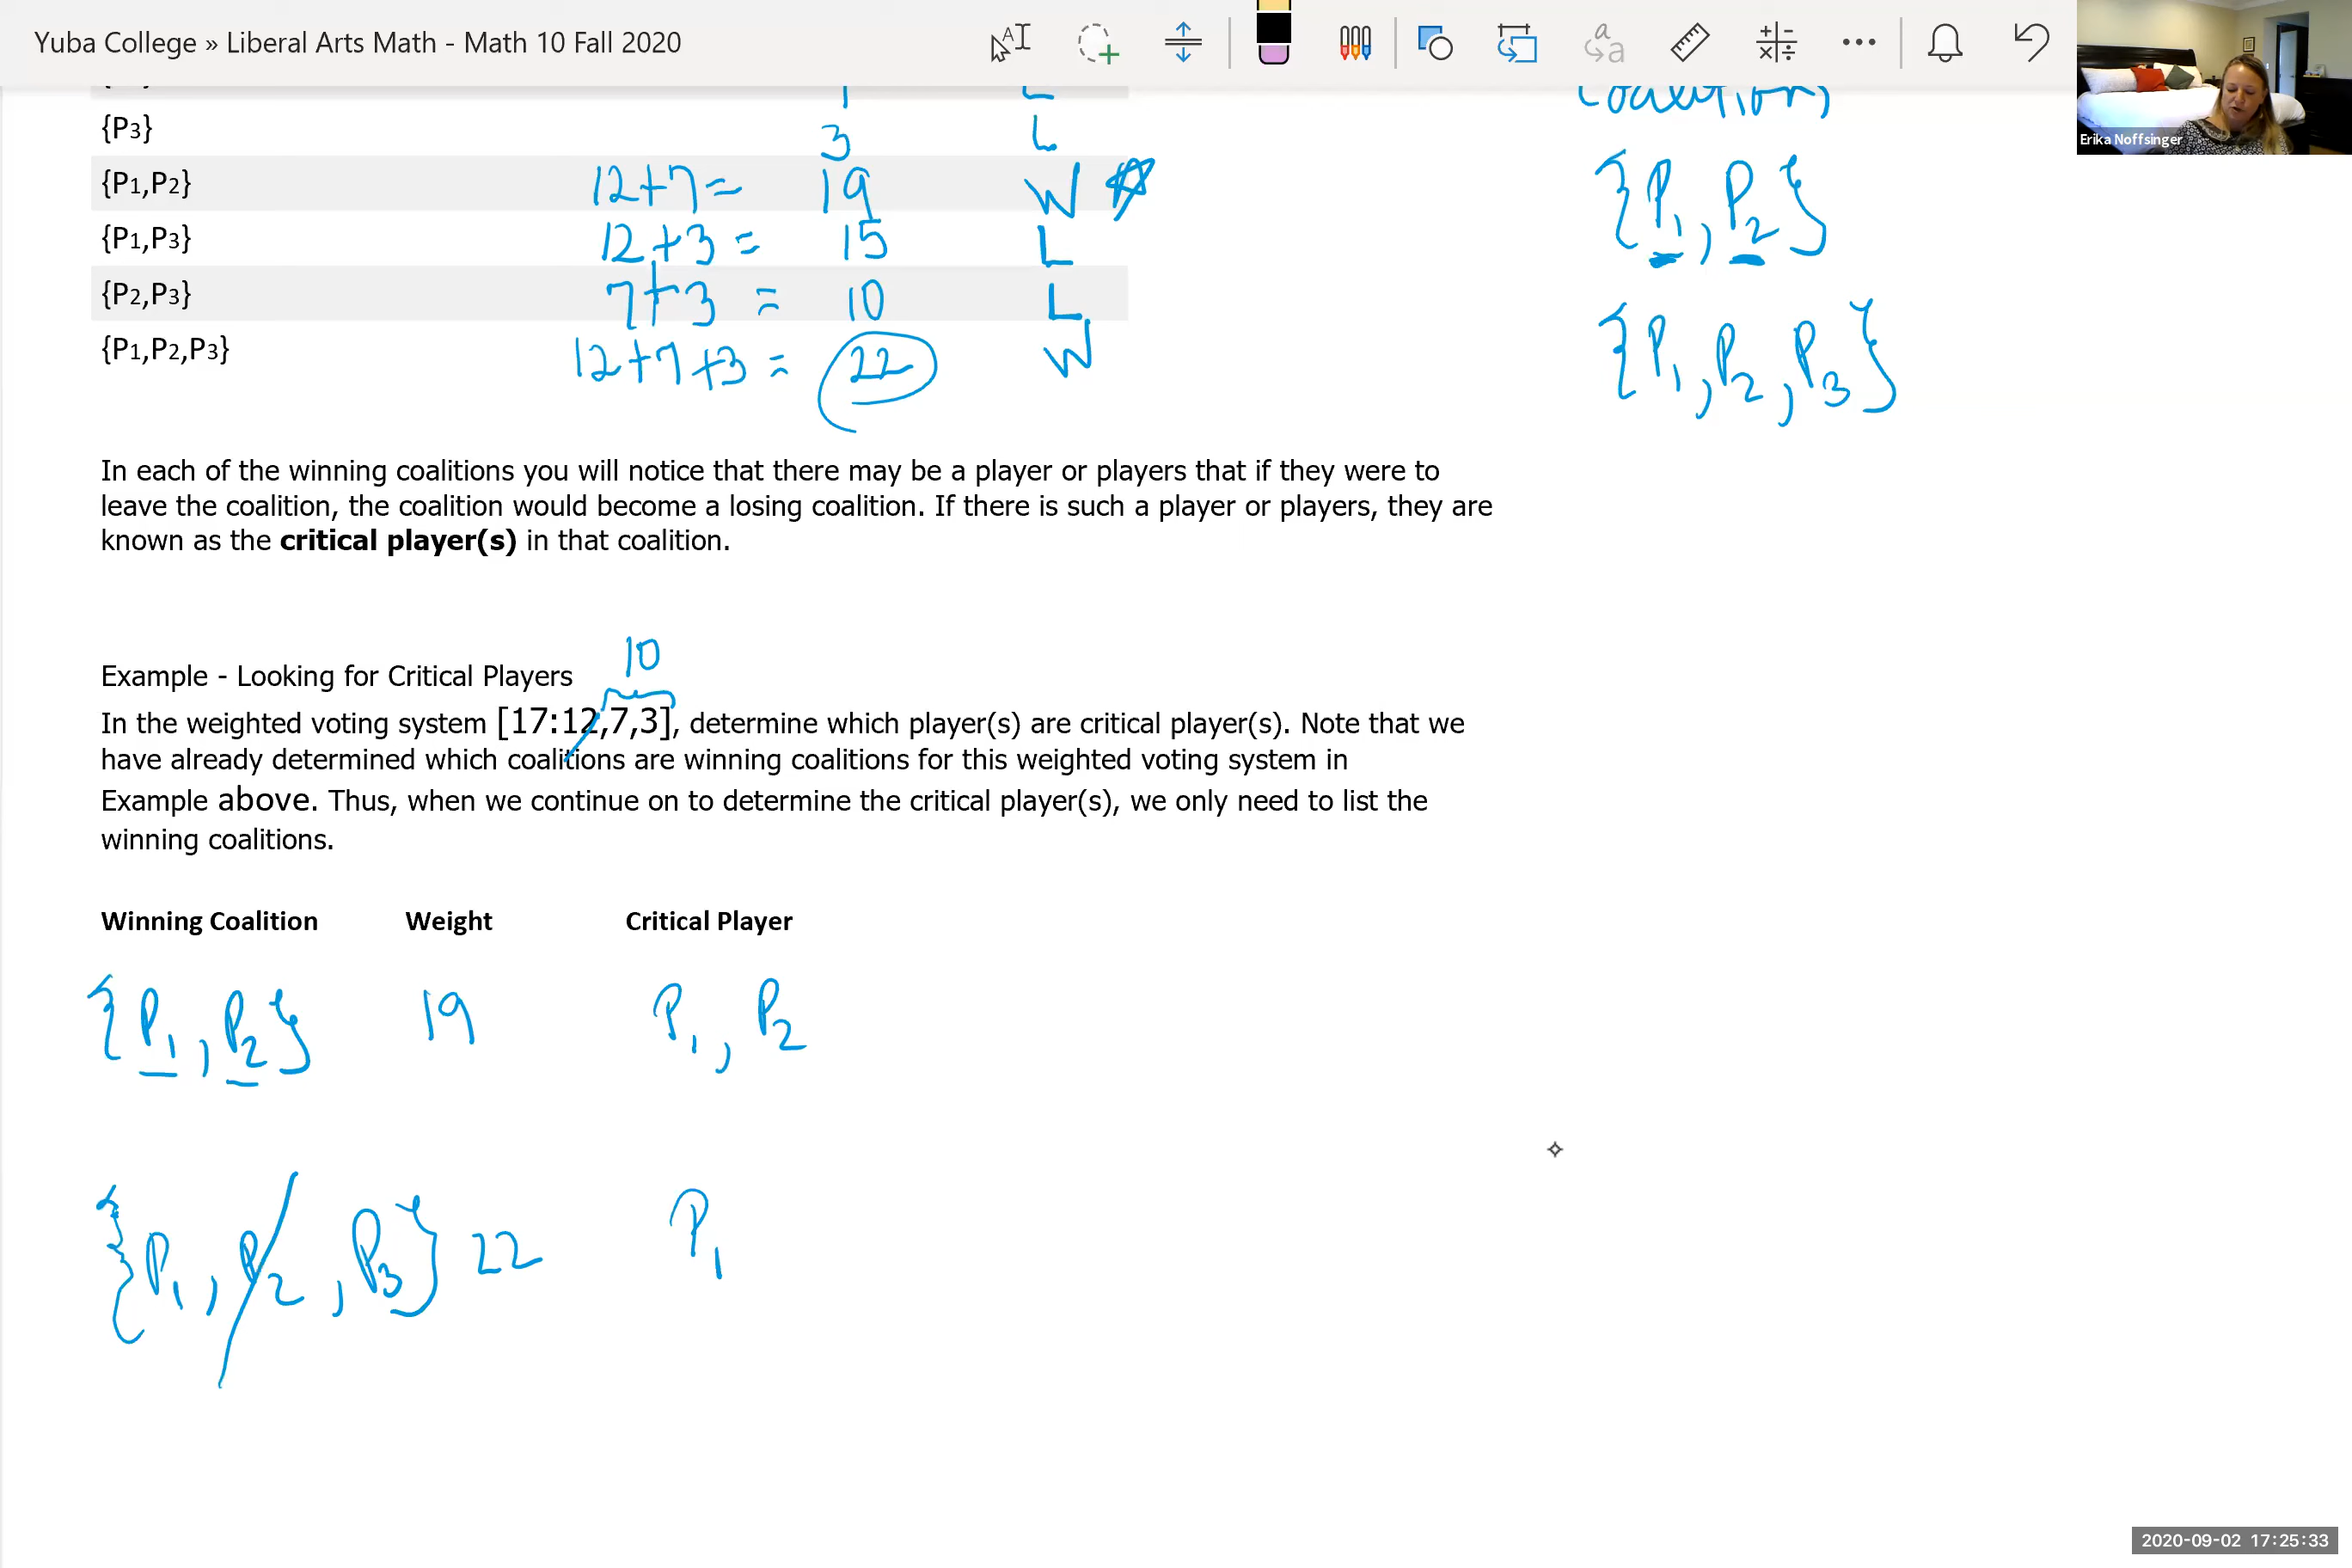 Yuba College » Liberal Arts Math - Math 10 Fall 2020
Erika Noffsinger
{P3} 3 L
{P1,P2} 12+7= 19 W
{P1,P3} 12+3= 15 L
{P2,P3} 7+3 = 10 L
{P1,P2,P3} 12+7+3= 22 W
Coalitions
{P1, P2}
{P1, P2, P3}
In each of the winning coalitions you will notice that there may be a player or players that if they were to
leave the coalition, the coalition would become a losing coalition. If there is such a player or players, they are
known as the critical player(s) in that coalition.
10
Example - Looking for Critical Players
In the weighted voting system [17:12,7,3], determine which player(s) are critical player(s). Note that we
have already determined which coalitions are winning coalitions for this weighted voting system in
Example above. Thus, when we continue on to determine the critical player(s), we only need to list the
winning coalitions.
Winning Coalition Weight Critical Player
{P1, P2} 19 P1, P2
{P1, P2, P3} 22 P1
2020-09-02 17:25:33